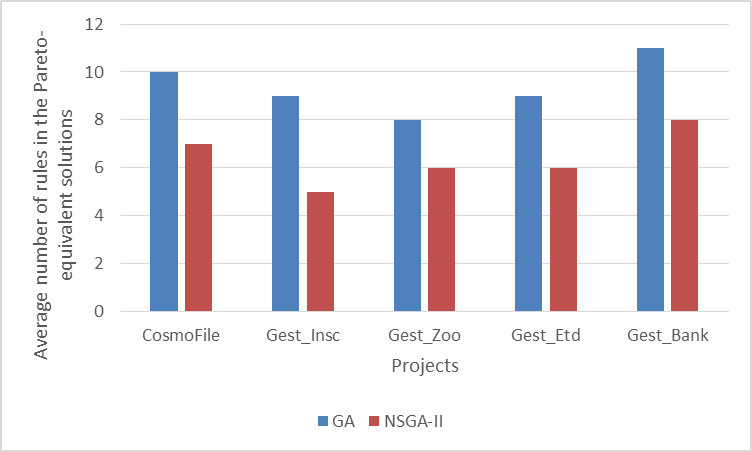 Average number of rules in the Pareto-
equivalent solutions
12
10
8
6
4
2
0
CosmoFile Gest_Insc Gest_Zoo Gest_Etd Gest_Bank
Projects
GA NSGA-II